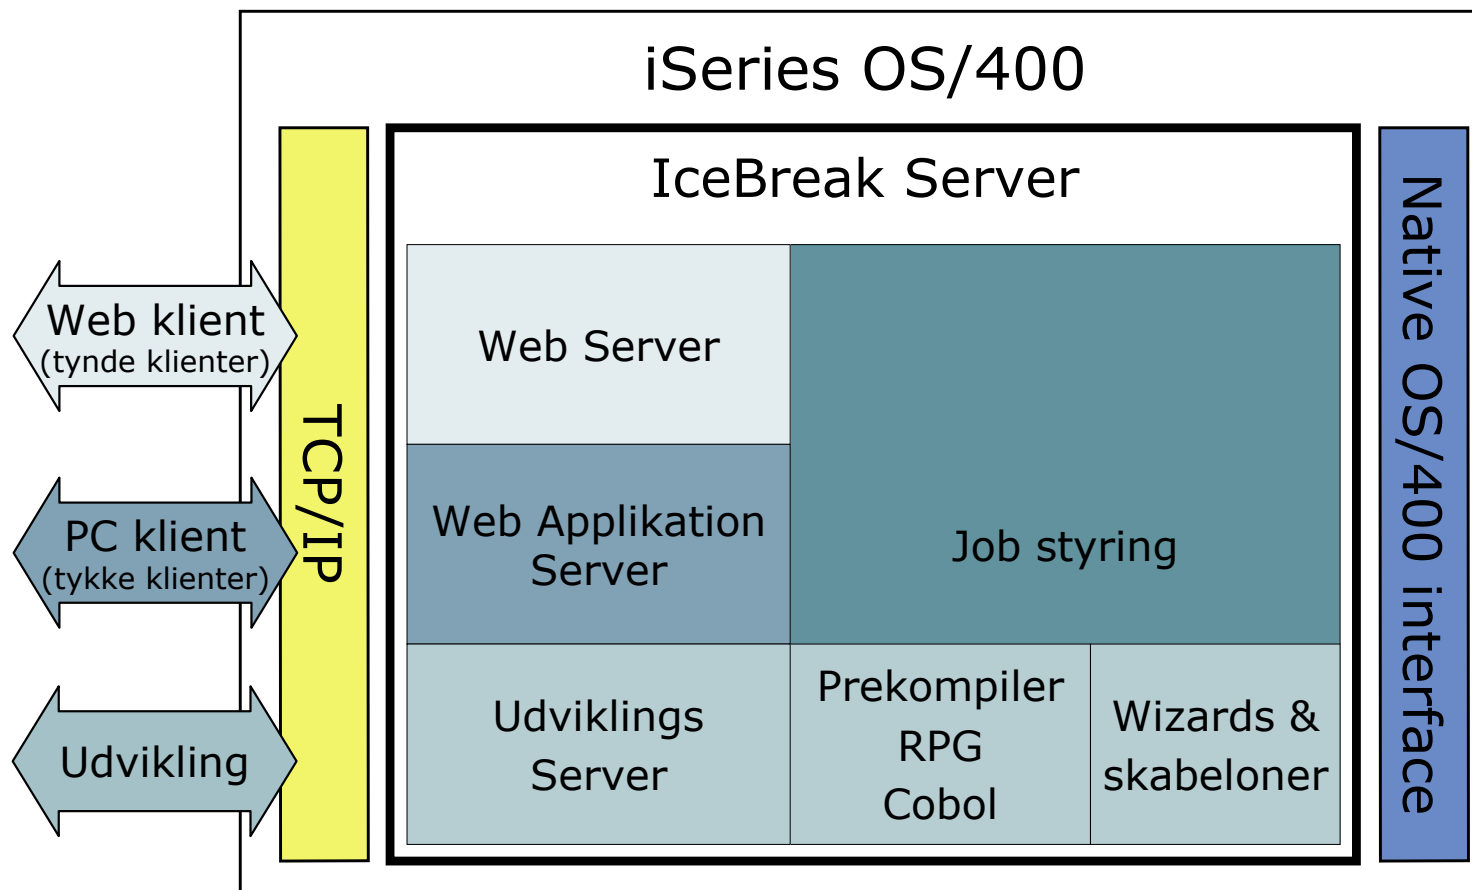 iSeries OS/400
IceBreak Server
Web klient
(tynde klienter)
PC klient
(tykke klienter)
Udvikling
TCP/IP
Web Server
Web Applikation
Server
Job styring
Udviklings
Server
Prekompiler
RPG
Cobol
Wizards &
skabeloner
Native OS/400 interface